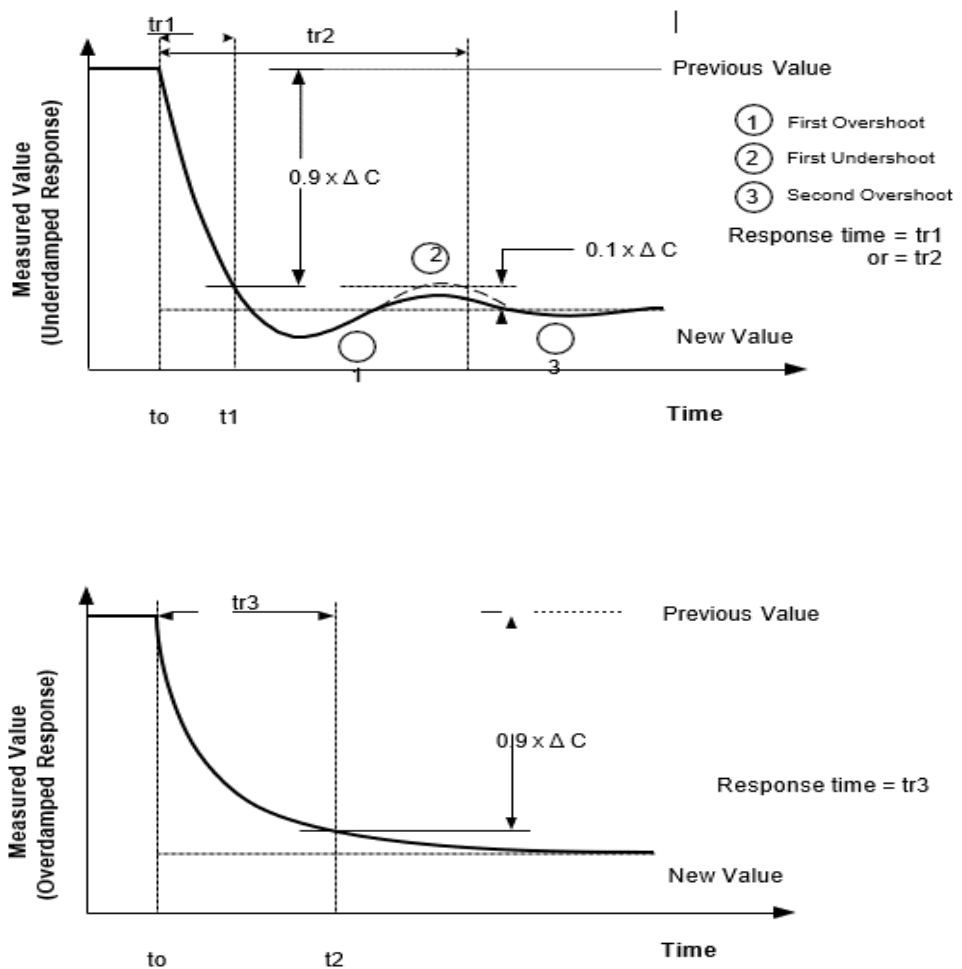 tr1
tr2
Previous Value
1 First Overshoot
2 First Undershoot
3 Second Overshoot
Measured Value
(Underdamped Response)
0.9 x Δ C
Response time = tr1
or = tr2
2
0.1 x Δ C
New Value
1
3
to
t1
Time
tr3
Previous Value
Measured Value
(Overdamped Response)
0.9 x Δ C
Response time = tr3
New Value
to
t2
Time